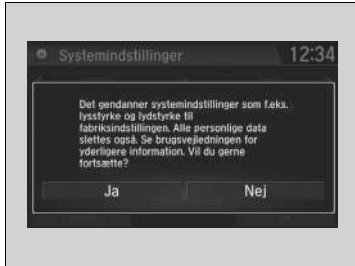 Systemindstillinger
12:34
Det gendanner systemindstillinger som f.eks.
lysstyrke og lydstyrke til
fabriksindstillingen. Alle personlige data
slettes også. Se brugsvejledningen for
yderligere information. Vil du gerne
fortsætte?
Ja
Nej